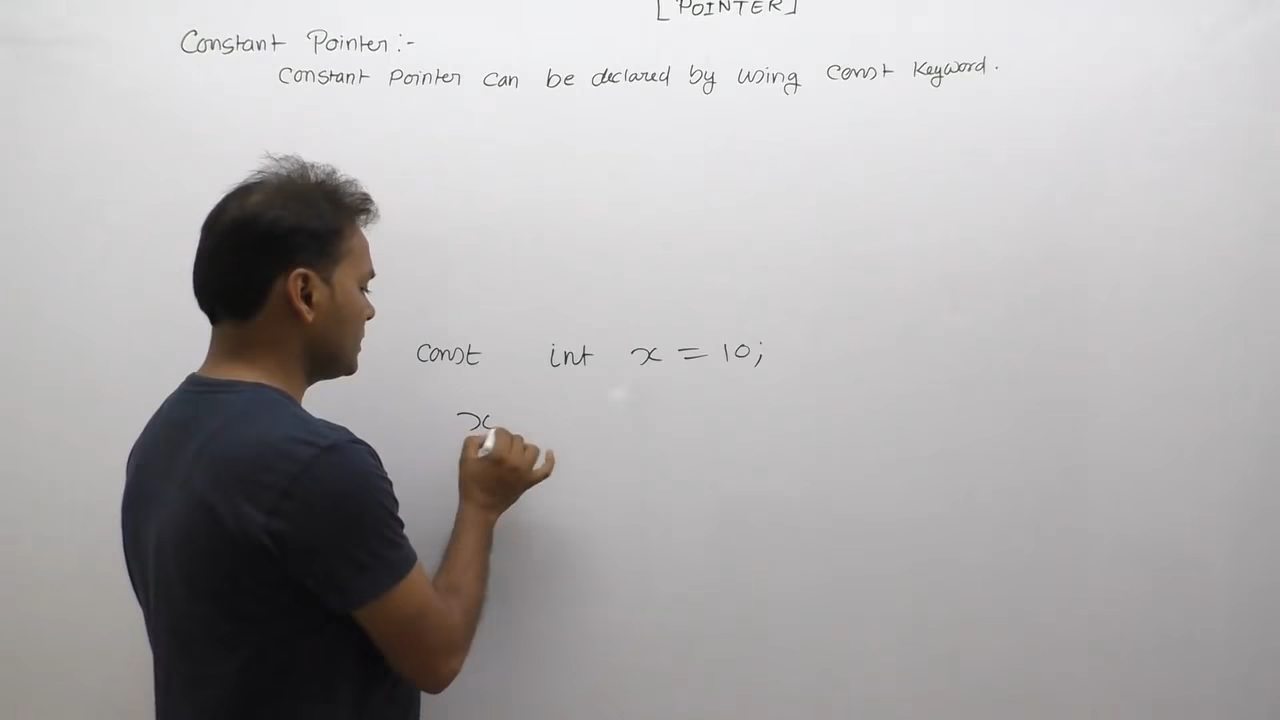 [POINTER]
Constant Pointer:-
Constant Pointer can be declared by using Const Keyword.
Const int x = 10;
x